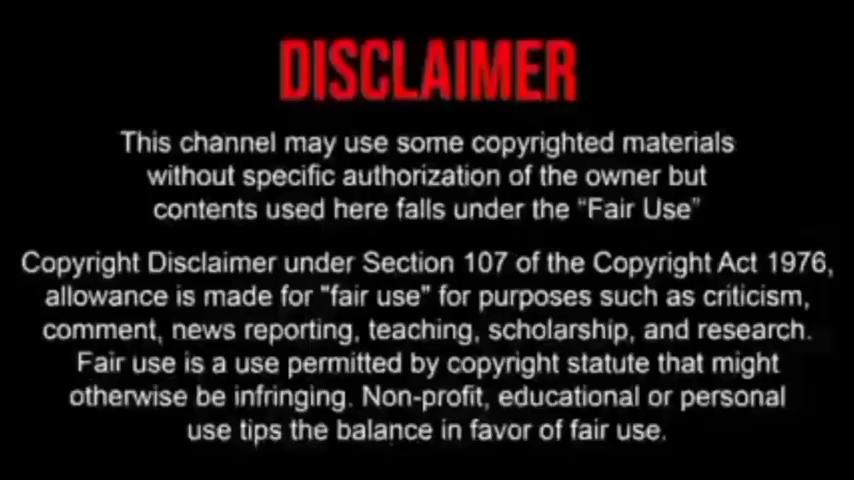 DISCLAIMER
This channel may use some copyrighted materials
without specific authorization of the owner but
contents used here falls under the “Fair Use”
Copyright Disclaimer under Section 107 of the Copyright Act 1976,
allowance is made for "fair use" for purposes such as criticism,
comment, news reporting, teaching, scholarship, and research.
Fair use is a use permitted by copyright statute that might
otherwise be infringing. Non-profit, educational or personal
use tips the balance in favor of fair use.